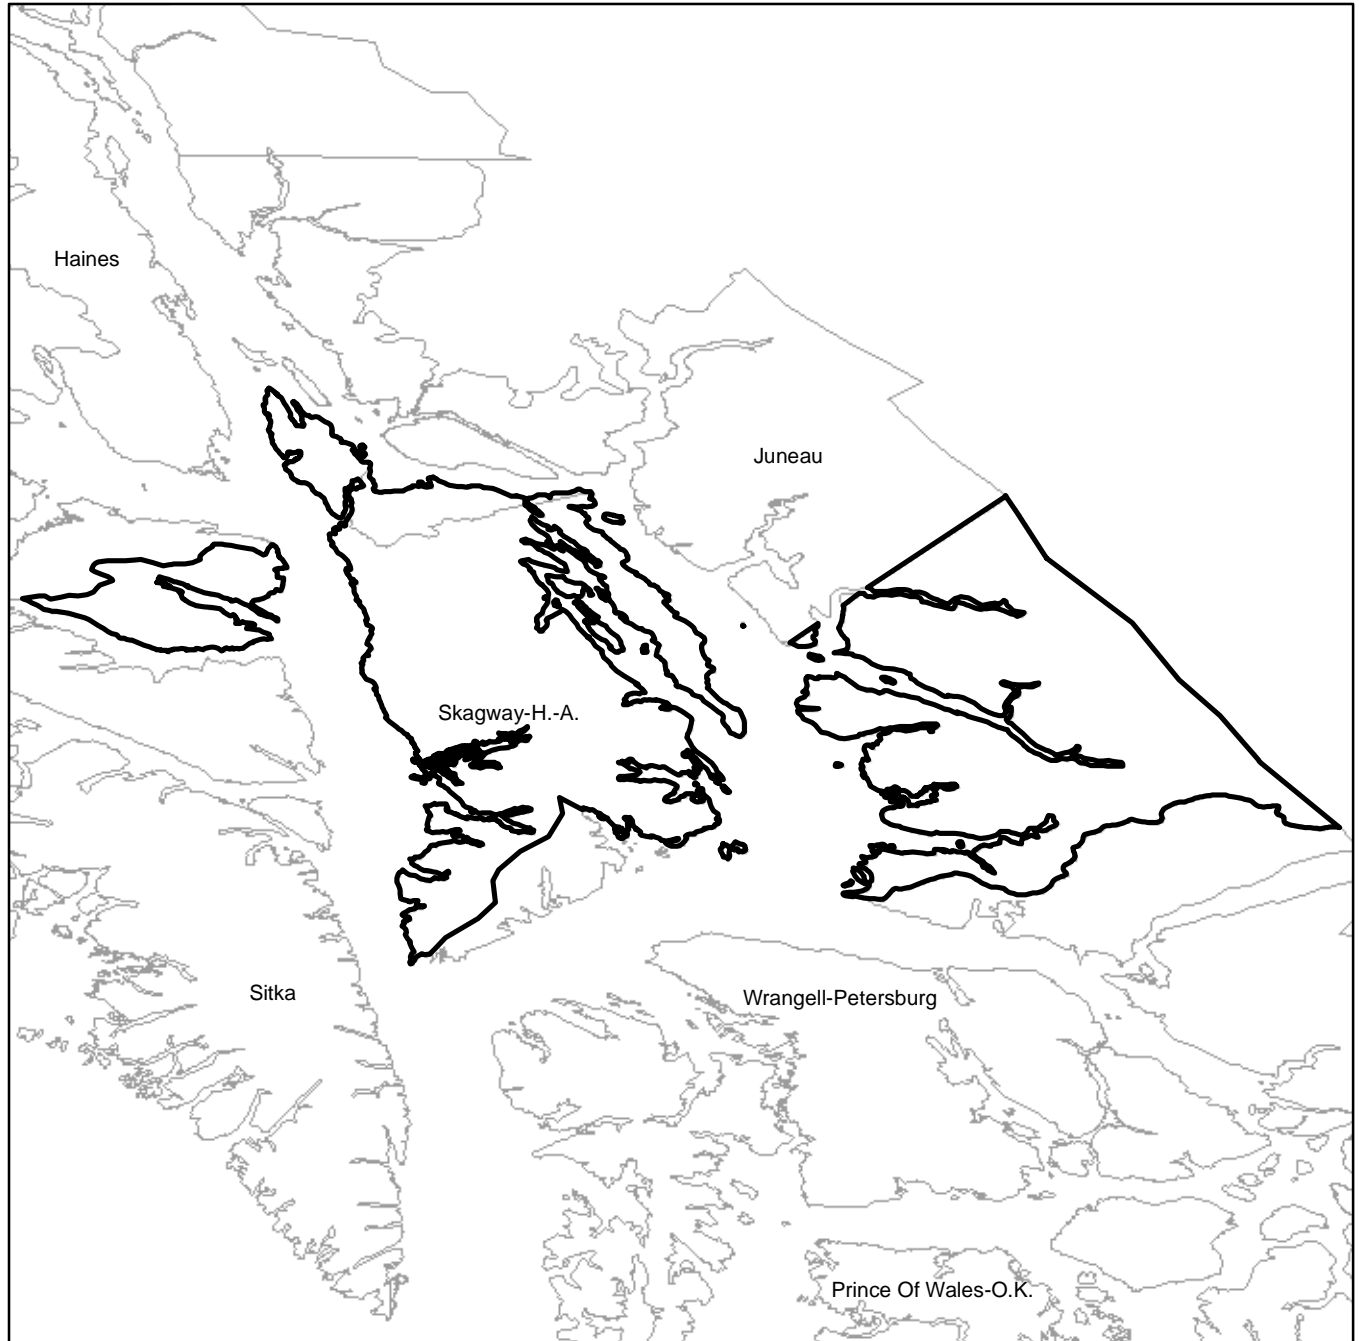 Haines
Juneau
Skagway-H.-A.
Sitka
Wrangell-Petersburg
Prince Of Wales-O.K.